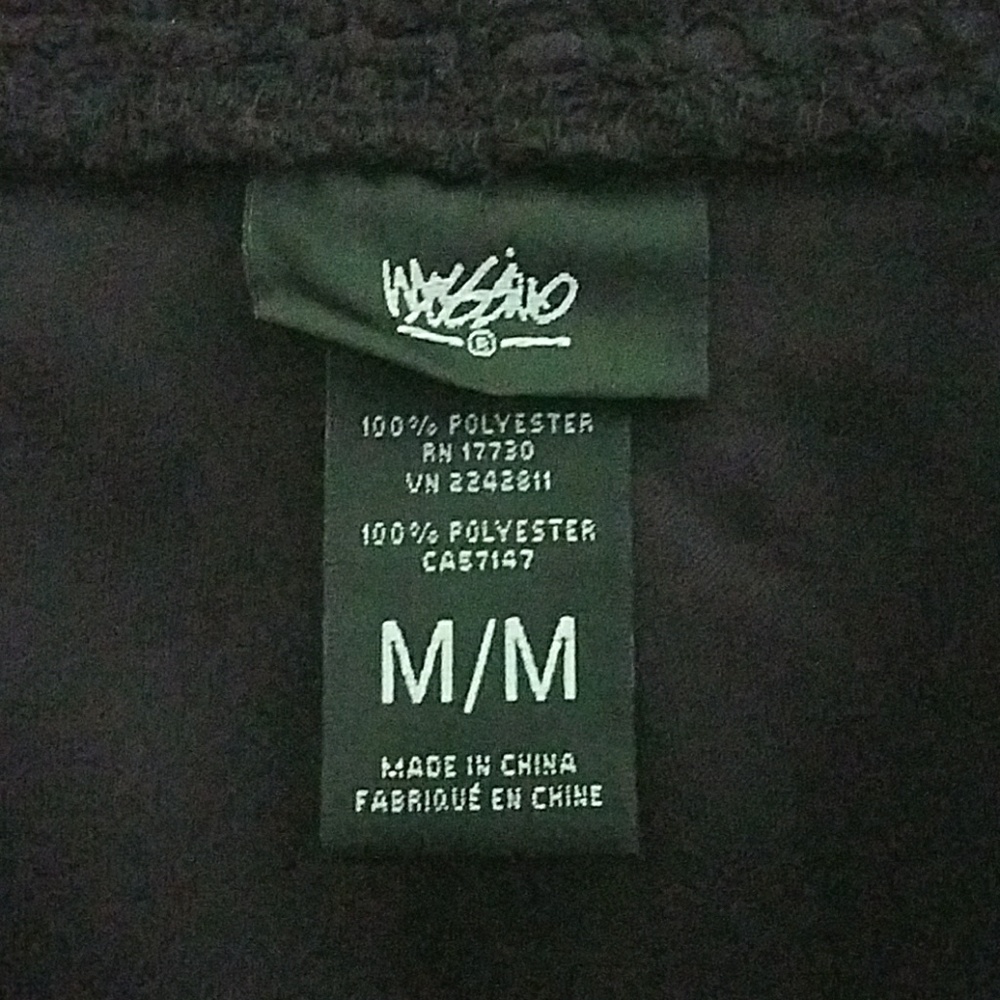 MOSSIMO
®
100% POLYESTER
RN 17730
VN 2242811
100% POLYESTER
CA57147
M/M
MADE IN CHINA
FABRIQUÉ EN CHINE